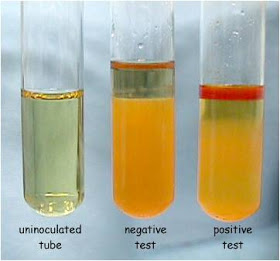 uninoculated
tube
negative
test
positive
test